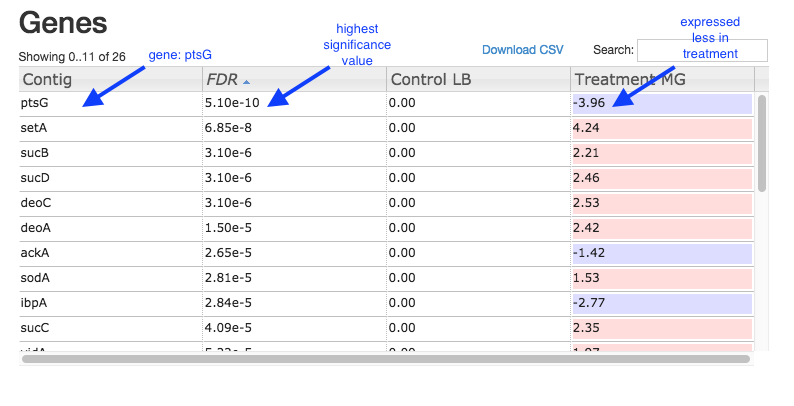 Genes
Showing 0..11 of 26
gene: ptsG
highest
significance
value
Download CSV
Search:
expressed
less in
treatment
Contig FDR Control LB Treatment MG
ptsG 5.10e-10 0.00 -3.96
setA 6.85e-8 0.00 4.24
sucB 3.10e-6 0.00 2.21
sucD 3.10e-6 0.00 2.46
deoC 3.10e-6 0.00 2.53
deoA 1.50e-5 0.00 2.42
ackA 2.65e-5 0.00 -1.42
sodA 2.81e-5 0.00 1.53
ibpA 2.84e-5 0.00 -2.77
sucC 4.09e-5 0.00 2.35